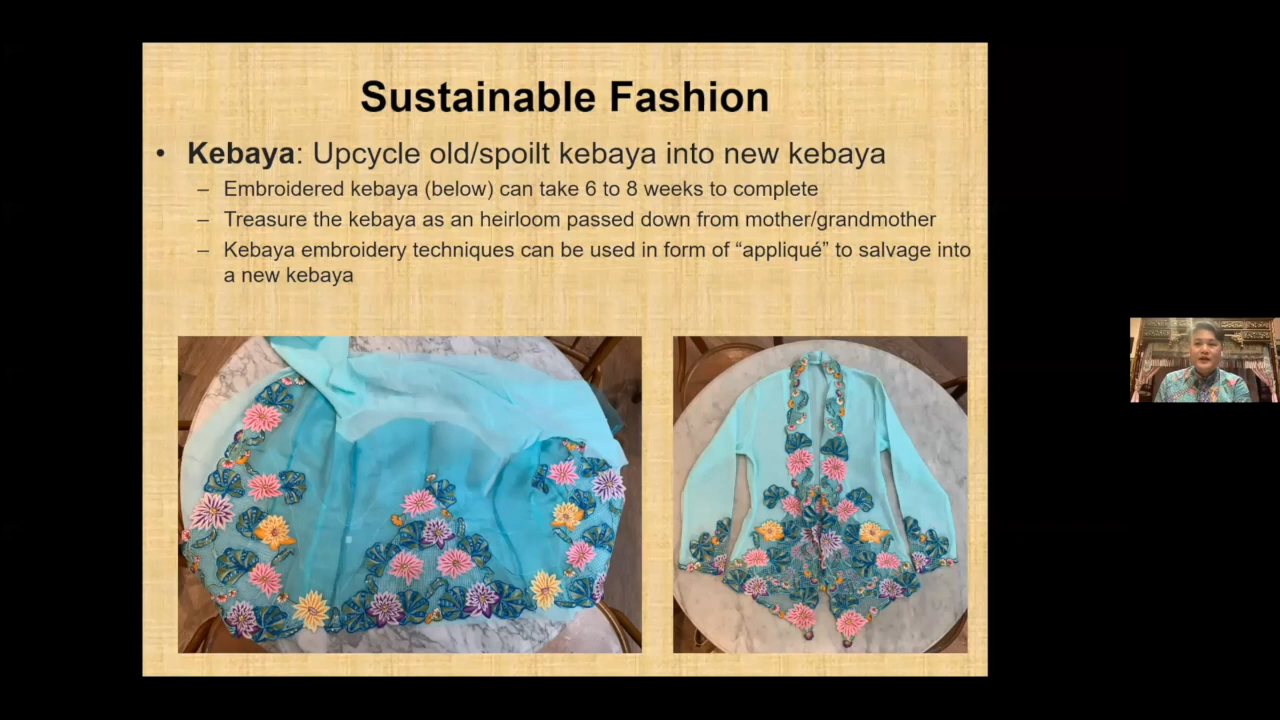 Sustainable Fashion
• Kebaya: Upcycle old/spoilt kebaya into new kebaya
– Embroidered kebaya (below) can take 6 to 8 weeks to complete
– Treasure the kebaya as an heirloom passed down from mother/grandmother
– Kebaya embroidery techniques can be used in form of “appliqué” to salvage into
a new kebaya